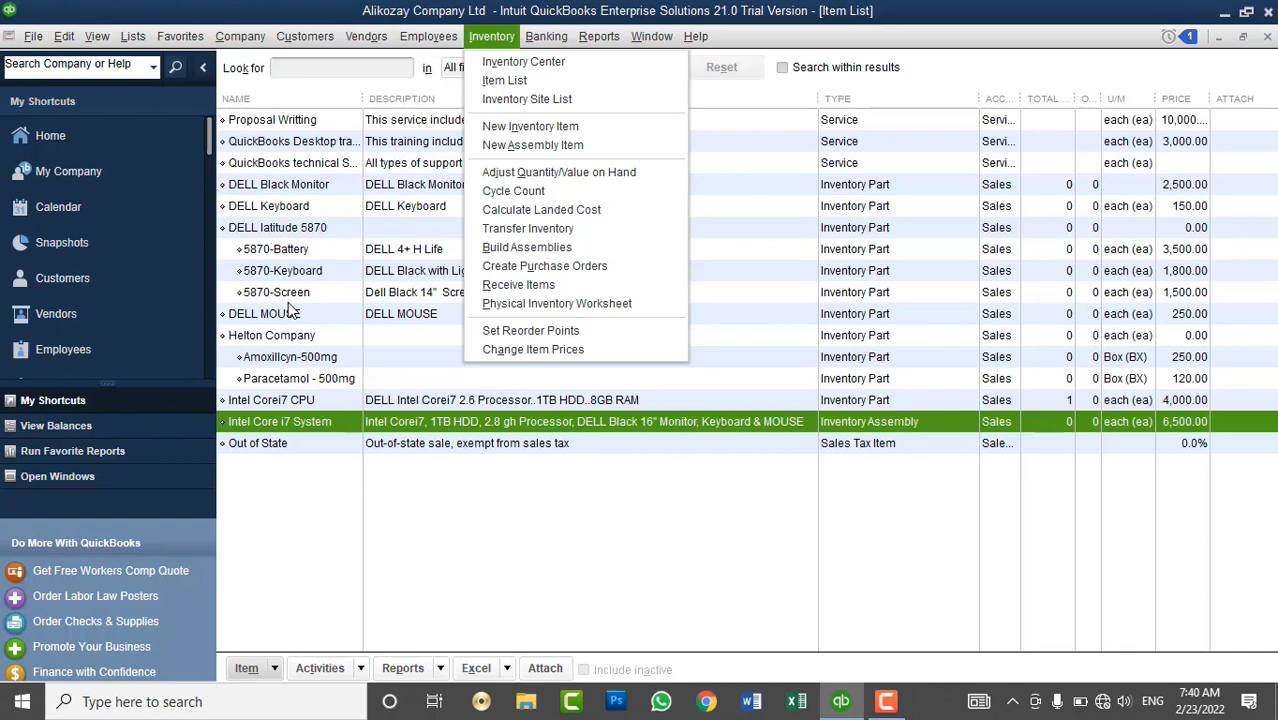 Alikozay Company Ltd - Intuit QuickBooks Enterprise Solutions 21.0 Trial Version - [Item List]
File Edit View Lists Favorites Company Customers Vendors Employees Inventory Banking Reports Window Help 1
Search Company or Help
Look for in All fi Reset Search within results
My Shortcuts
Home
My Company
Calendar
Snapshots
Customers
Vendors
Employees
My Shortcuts
View Balances
Run Favorite Reports
Open Windows
Do More With QuickBooks
Get Free Workers Comp Quote
Order Labor Law Posters
Order Checks & Supplies
Promote Your Business
Finance with Confidence
Inventory Center
Item List
Inventory Site List
New Inventory Item
New Assembly Item
Adjust Quantity/Value on Hand
Cycle Count
Calculate Landed Cost
Transfer Inventory
Build Assemblies
Create Purchase Orders
Receive Items
Physical Inventory Worksheet
Set Reorder Points
Change Item Prices
NAME DESCRIPTION TYPE ACC... TOTAL ... O... U/M PRICE ATTACH
Proposal Writting This service include Service Servi... each (ea) 10,000....
QuickBooks Desktop tra... This training includ Service Servi... each (ea) 3,000.00
QuickBooks technical S... All types of support Service Servi... each (ea)
DELL Black Monitor DELL Black Monitor Inventory Part Sales 0 0 each (ea) 2,500.00
DELL Keyboard DELL Keyboard Inventory Part Sales 0 0 each (ea) 150.00
DELL latitude 5870 Inventory Part Sales 0 0 0.00
5870-Battery DELL 4+ H Life Inventory Part Sales 0 0 each (ea) 3,500.00
5870-Keyboard DELL Black with Lig Inventory Part Sales 0 0 each (ea) 1,800.00
5870-Screen Dell Black 14" Scre Inventory Part Sales 0 0 each (ea) 1,500.00
DELL MOUSE DELL MOUSE Inventory Part Sales 0 0 each (ea) 250.00
Helton Company Inventory Part Sales 0 0 each (ea) 0.00
Amoxillcyn-500mg Inventory Part Sales 0 0 Box (BX) 250.00
Paracetamol - 500mg Inventory Part Sales 0 0 Box (BX) 120.00
Intel Corei7 CPU DELL Intel Corei7 2.6 Processor..1TB HDD..8GB RAM Inventory Part Sales 1 0 each (ea) 4,000.00
Intel Core i7 System Intel Corei7, 1TB HDD, 2.8 gh Processor, DELL Black 16" Monitor, Keyboard & MOUSE Inventory Assembly Sales 0 0 each (ea) 6,500.00
Out of State Out-of-state sale, exempt from sales tax Sales Tax Item Sale... 0.0%
Item Activities Reports Excel Attach Include inactive
Type here to search
ENG
7:40 AM
2/23/2022